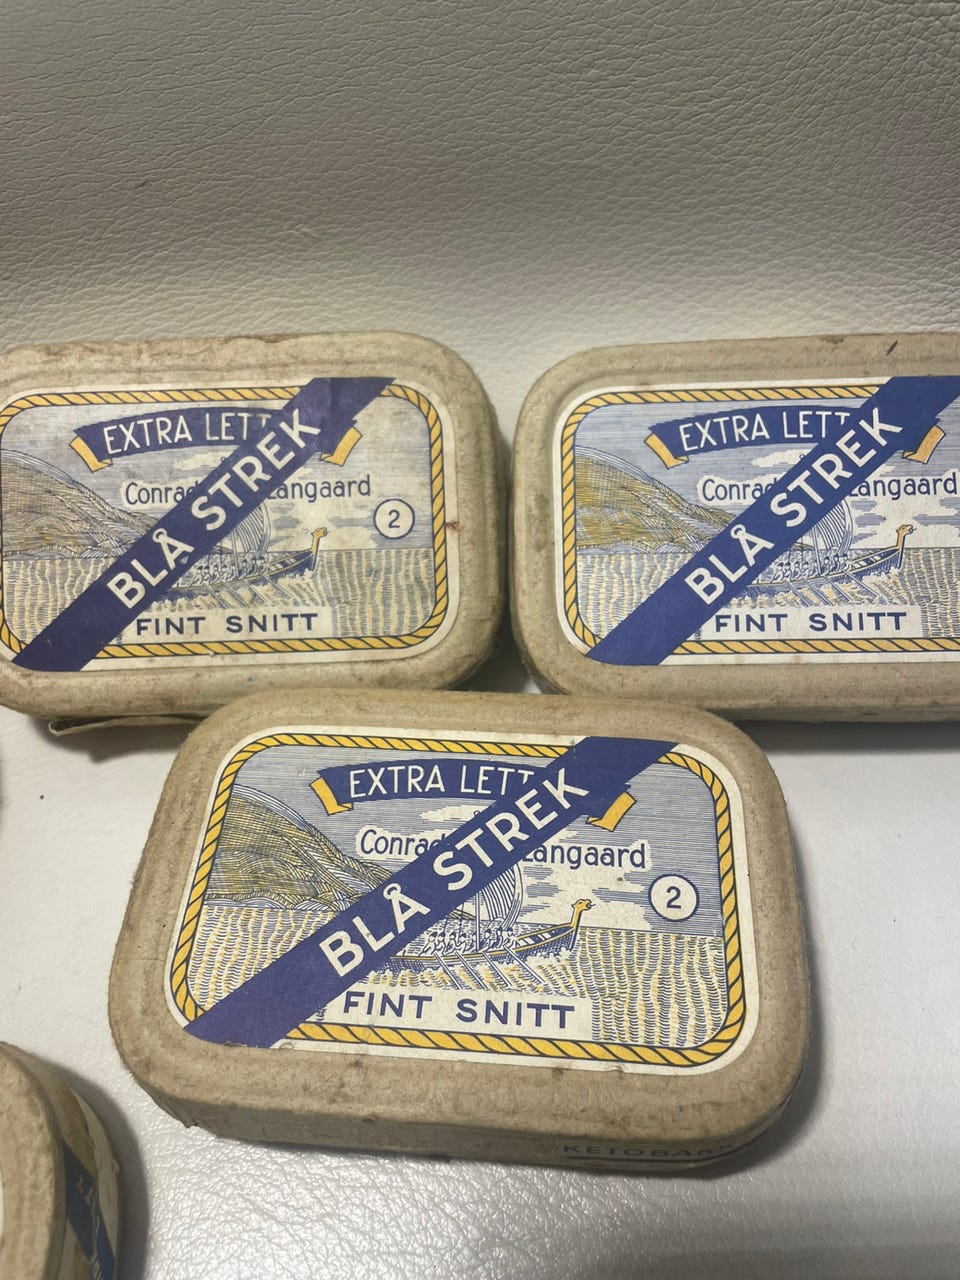 EXTRA LETT
Conrad Langaard
2
BLÅ STREK
FINT SNITT
EXTRA LETT
Conrad Langaard
BLÅ STREK
FINT SNITT
EXTRA LETT
Conrad Langaard
2
BLÅ STREK
FINT SNITT